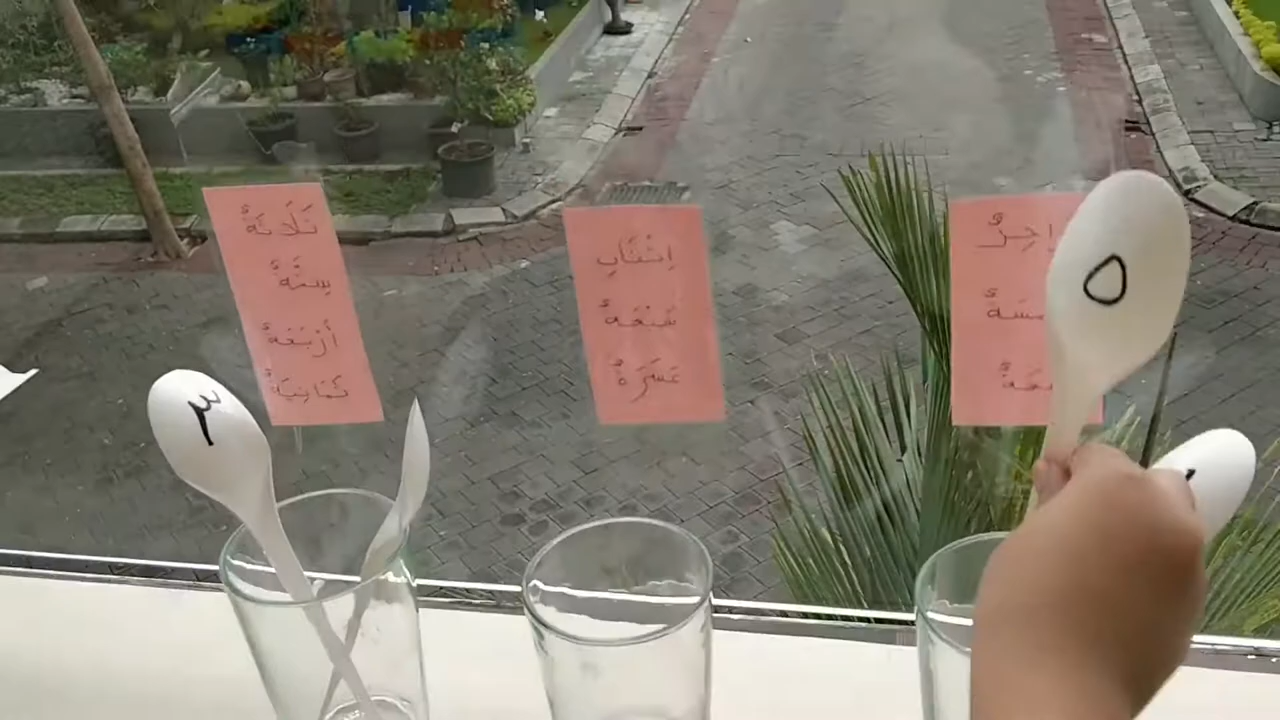 ثَلَاثَةٌ
سِتَّةٌ
أَرْبَعَةٌ
ثَمَانِيَةٌ
اِثْنَانِ
سَبْعَةٌ
عَشَرَةٌ
٣
٥